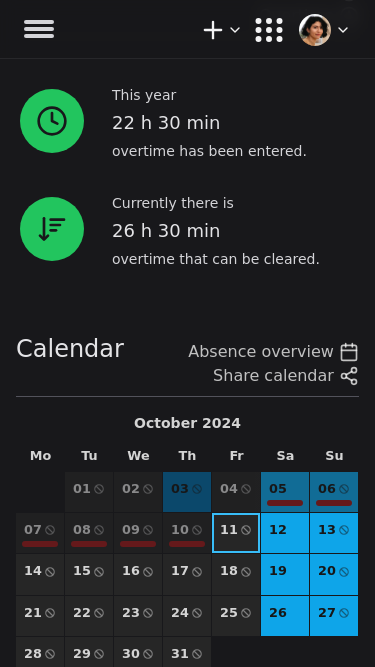 This year
22 h 30 min
overtime has been entered.
Currently there is
26 h 30 min
overtime that can be cleared.
Calendar
Absence overview
Share calendar
October 2024
Mo Tu We Th Fr Sa Su
01 02 03 04 05 06
07 08 09 10 11 12 13
14 15 16 17 18 19 20
21 22 23 24 25 26 27
28 29 30 31